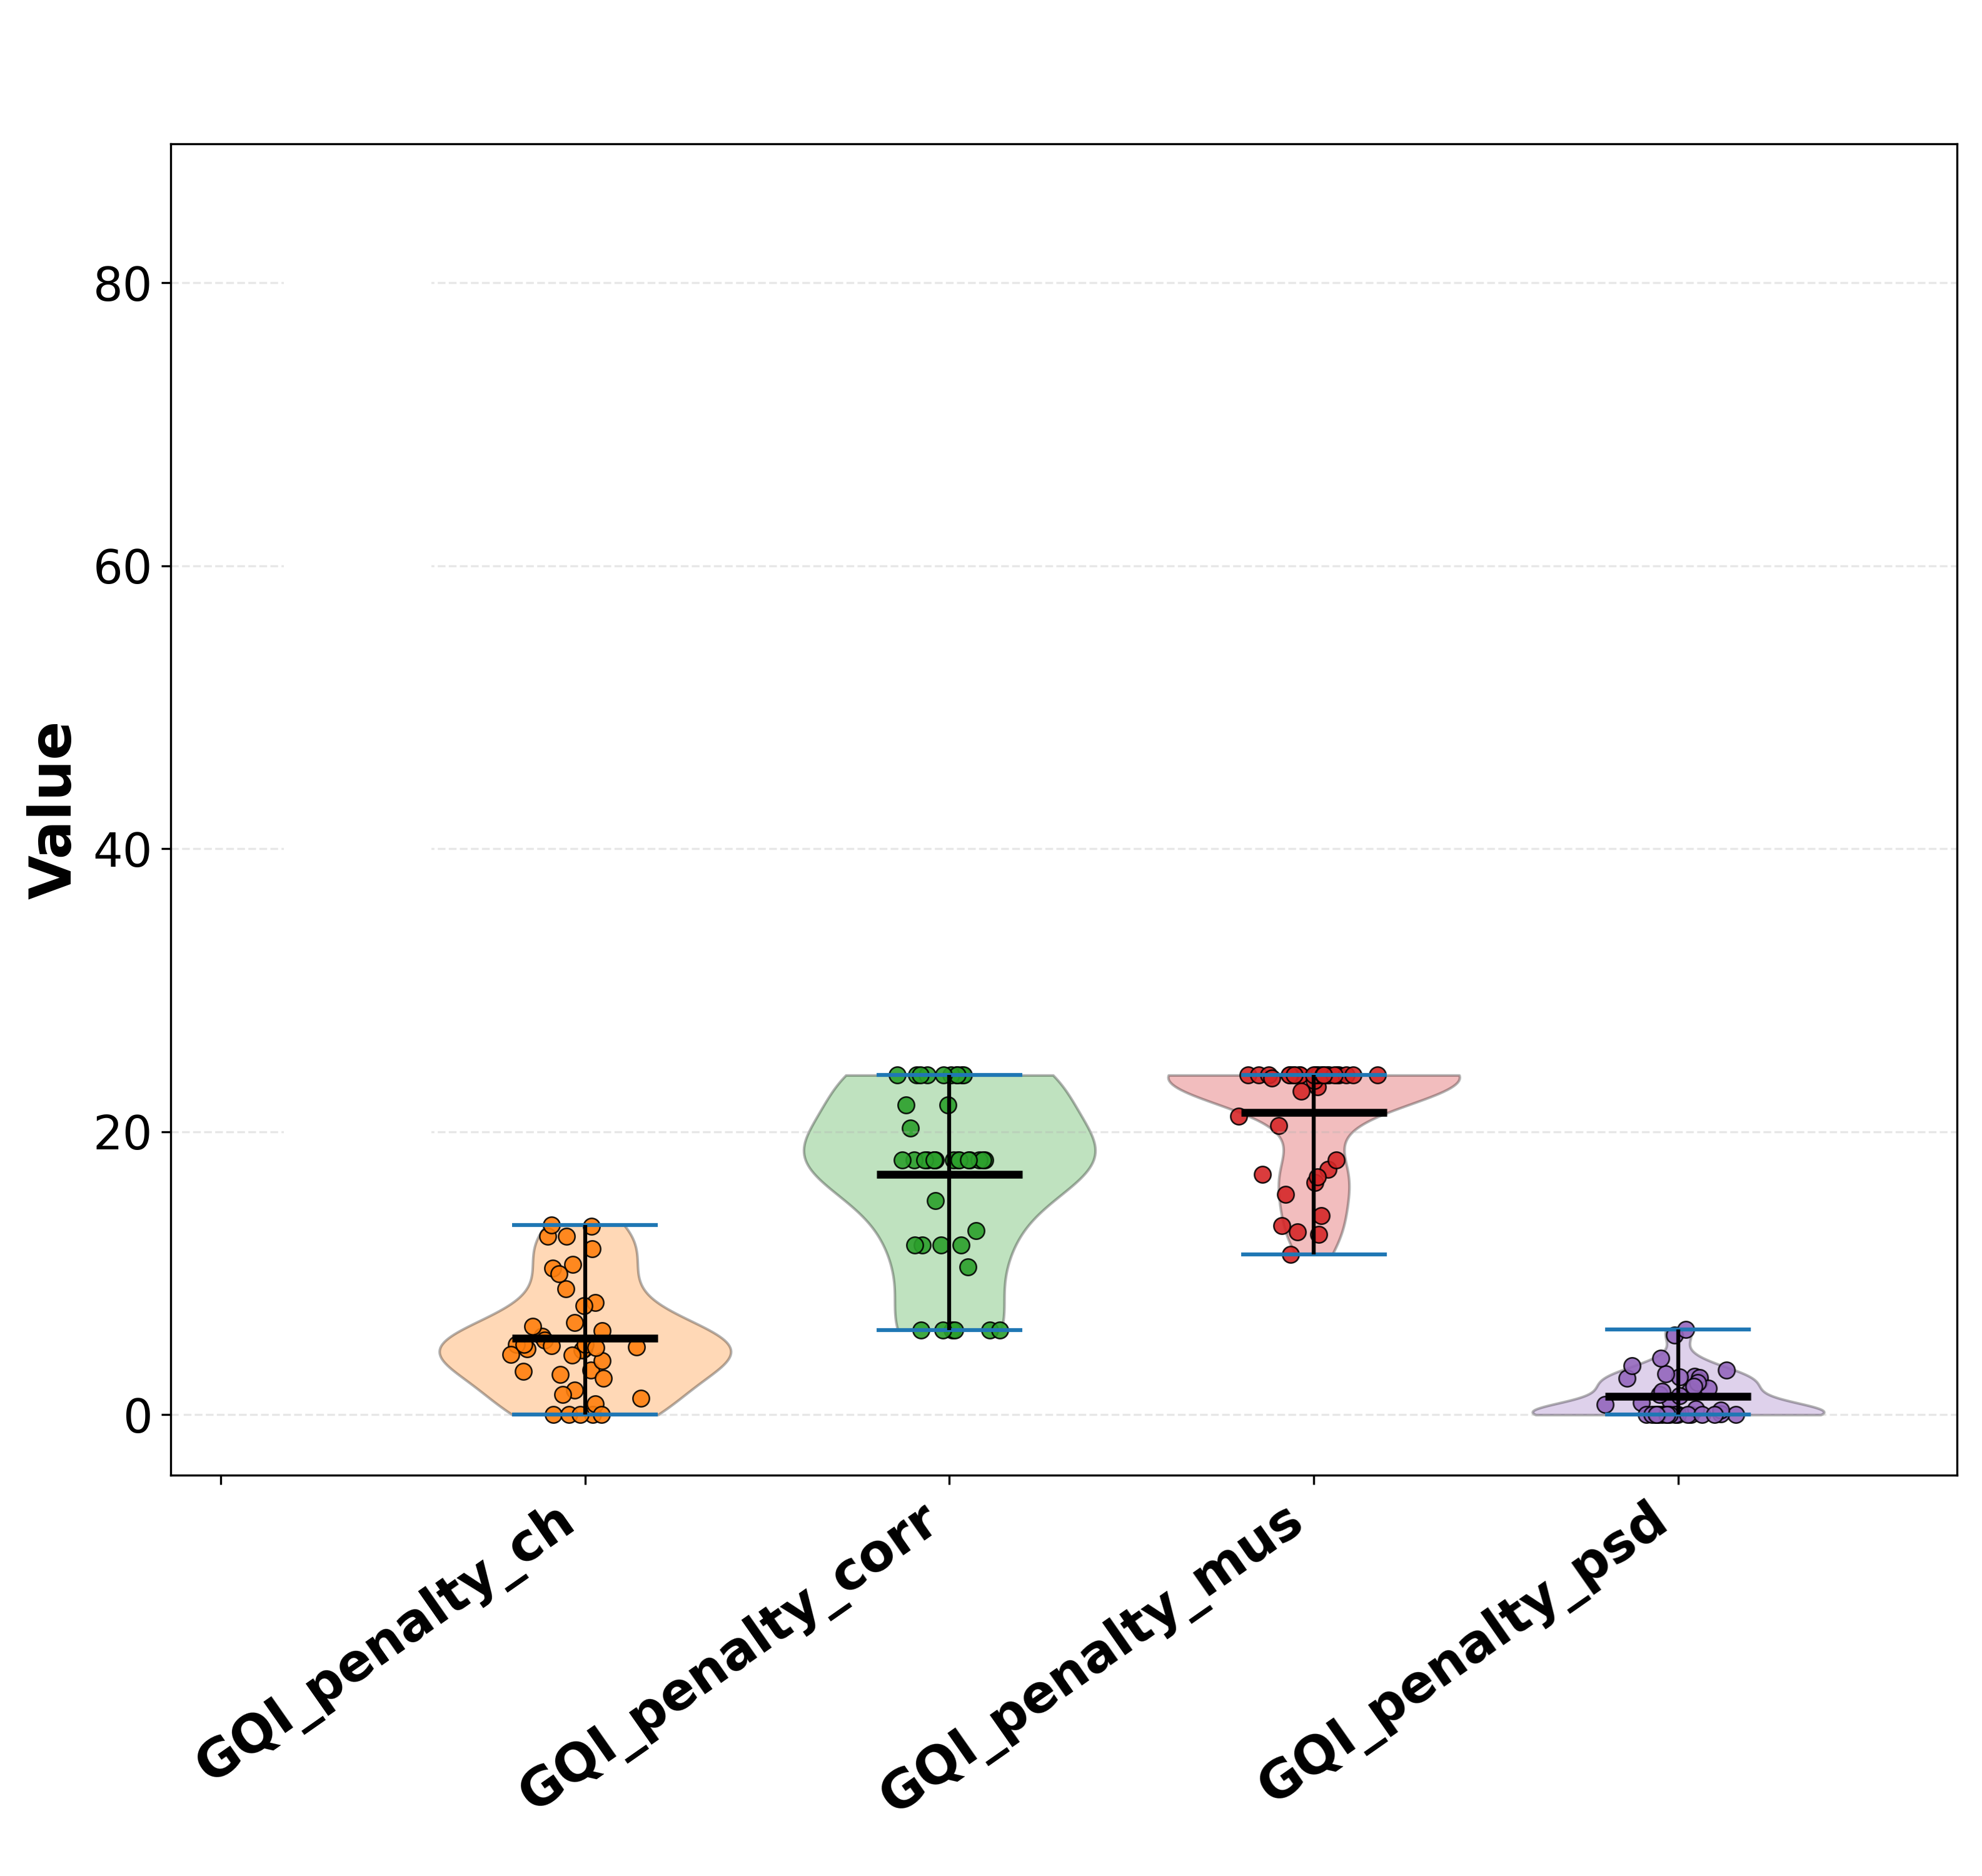 Value
80
60
40
20
0
GQI_penalty_ch
GQI_penalty_corr
GQI_penalty_mus
GQI_penalty_psd